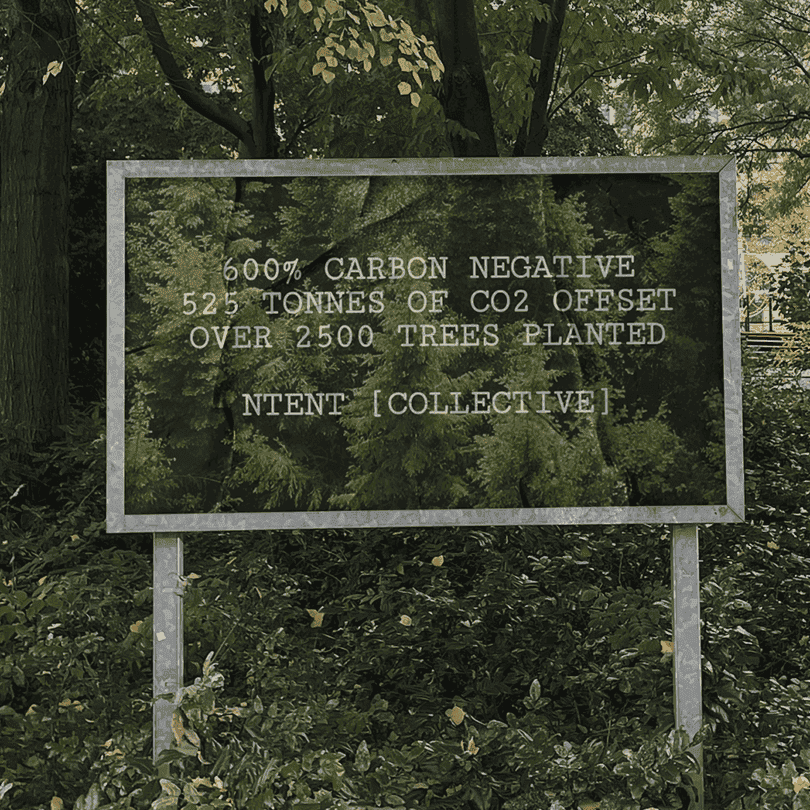 600% CARBON NEGATIVE
525 TONNES OF CO2 OFFSET
OVER 2500 TREES PLANTED
NTENT [COLLECTIVE]